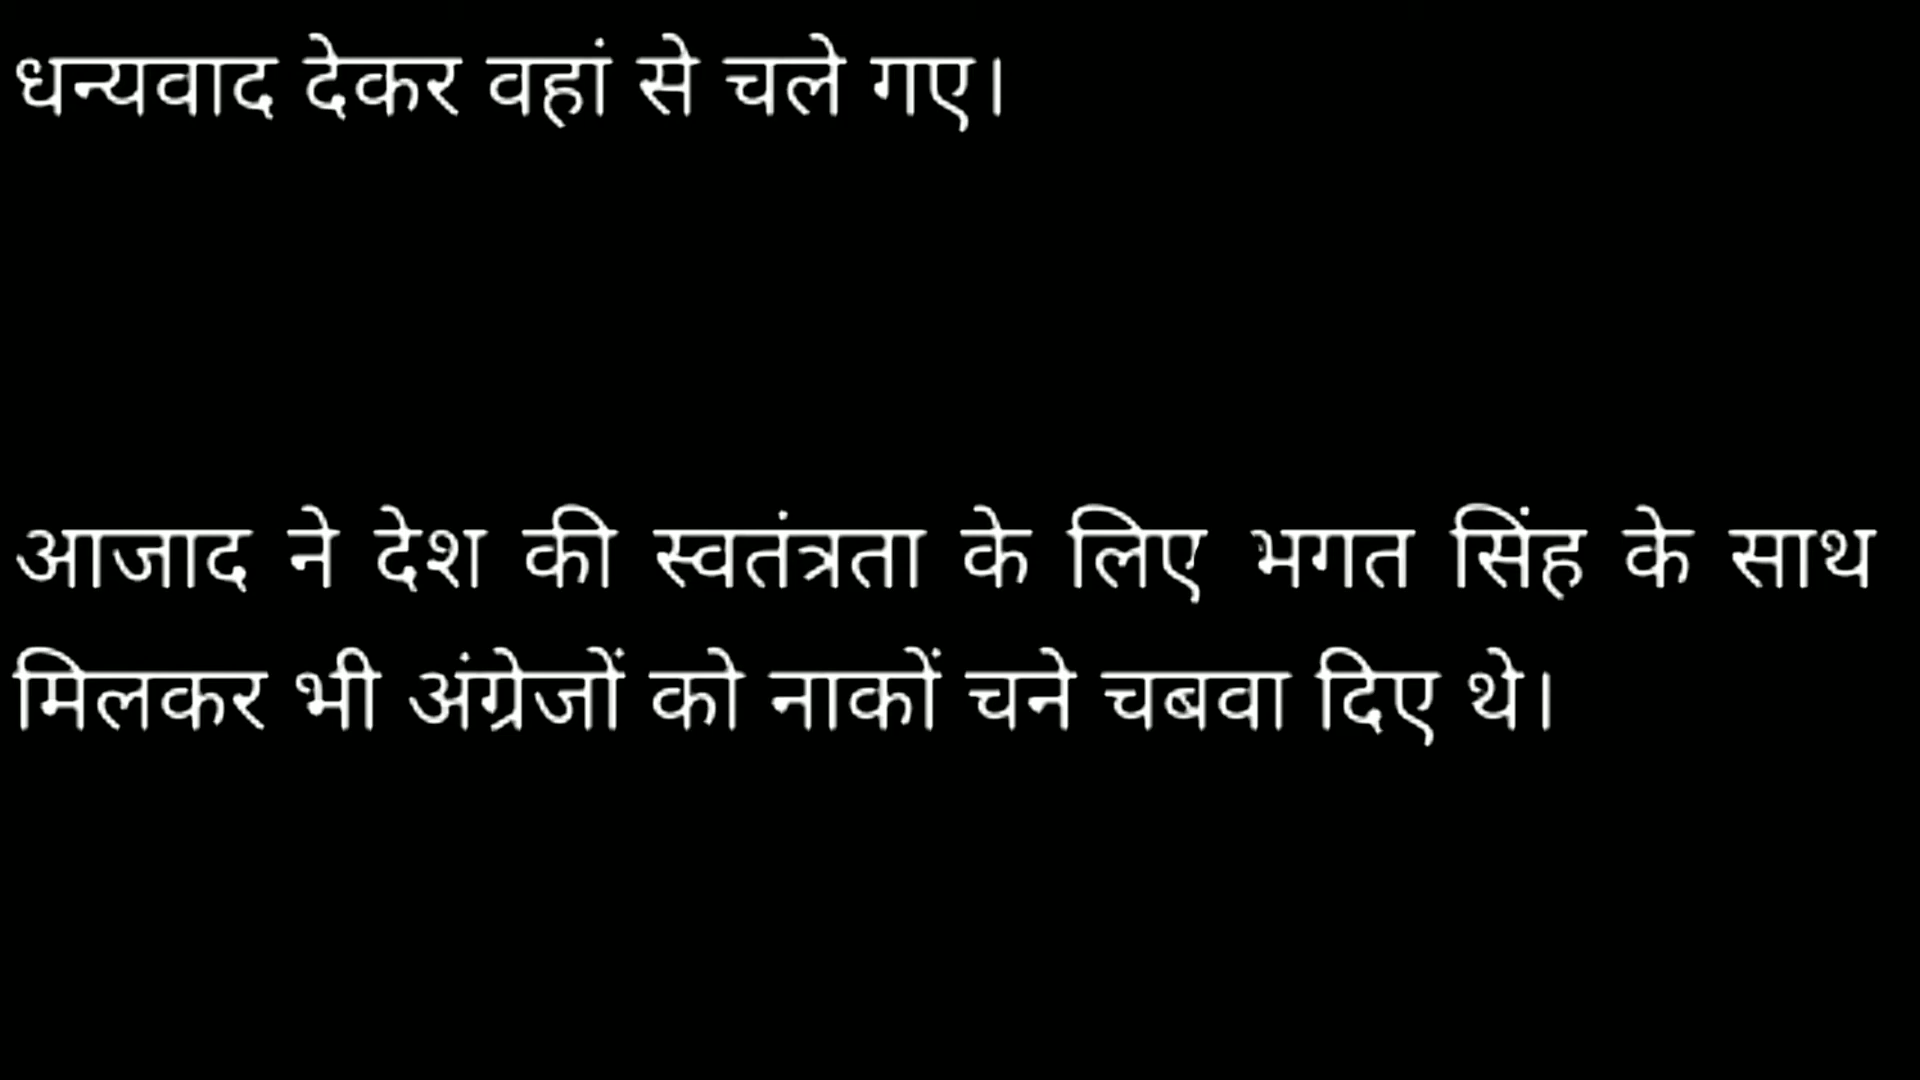 धन्यवाद देकर वहां से चले गए।
आजाद ने देश की स्वतंत्रता के लिए भगत सिंह के साथ
मिलकर भी अंग्रेजों को नाकों चने चबवा दिए थे।